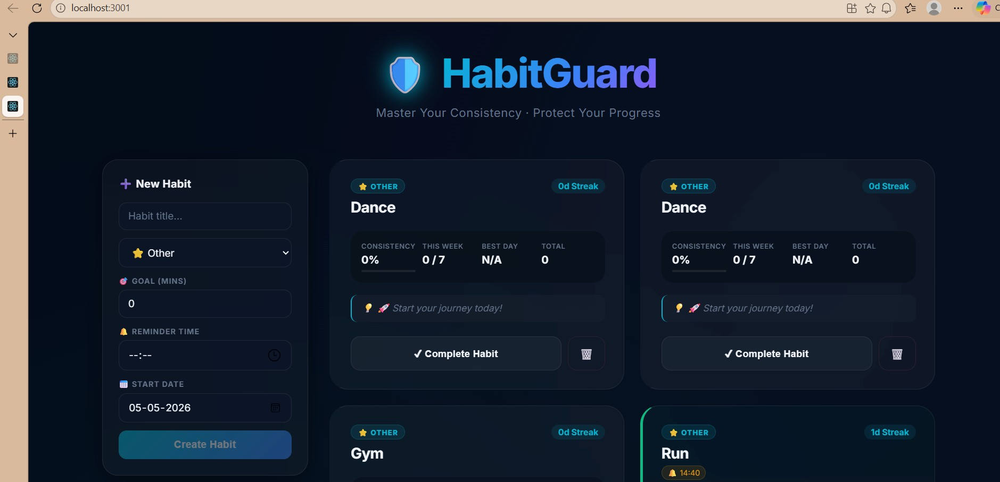 localhost:3001
HabitGuard
Master Your Consistency · Protect Your Progress
New Habit
Habit title...
Other
GOAL (MINS)
0
REMINDER TIME
--:--
START DATE
05-05-2026
Create Habit
OTHER
0d Streak
Dance
CONSISTENCY THIS WEEK BEST DAY TOTAL
0% 0 / 7 N/A 0
Start your journey today!
✓ Complete Habit
OTHER
0d Streak
Dance
CONSISTENCY THIS WEEK BEST DAY TOTAL
0% 0 / 7 N/A 0
Start your journey today!
✓ Complete Habit
OTHER
0d Streak
Gym
OTHER
1d Streak
Run
14:40